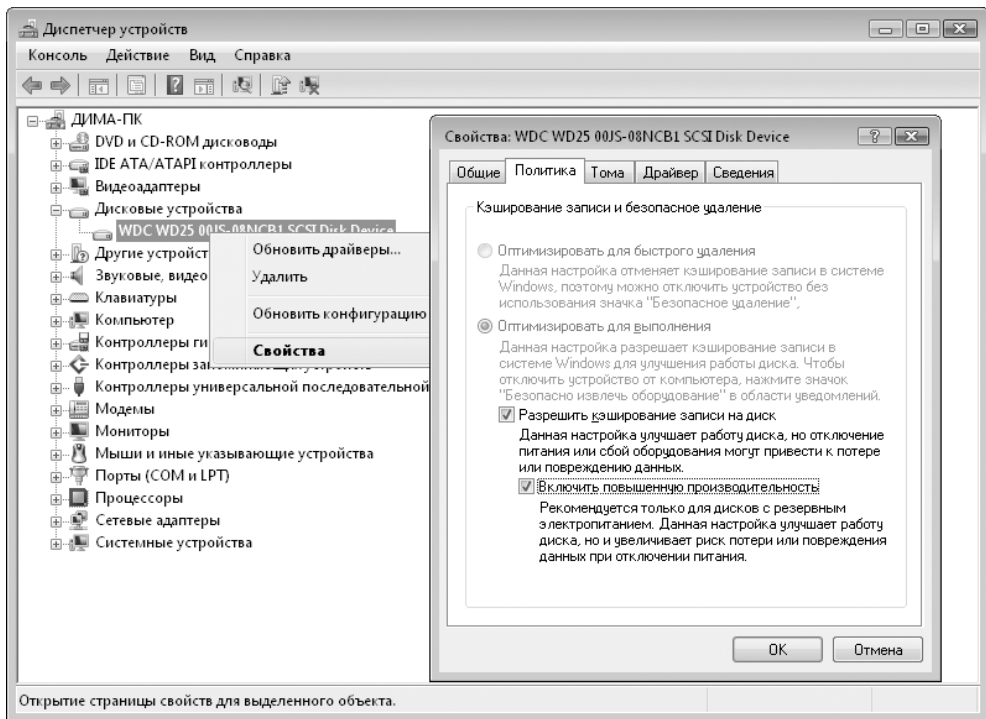 Диспетчер устройств
Консоль Действие Вид Справка
ДИМА-ПК
DVD и CD-ROM дисководы
IDE ATA/ATAPI контроллеры
Видеоадаптеры
Дисковые устройства
WDC WD25 00JS-08NCB1 SCSI Disk Device
Другие устройст
Звуковые, видео
Клавиатуры
Компьютер
Контроллеры ги
Контроллеры запоминающих устройств
Контроллеры универсальной последовательной
Модемы
Мониторы
Мыши и иные указывающие устройства
Порты (COM и LPT)
Процессоры
Сетевые адаптеры
Системные устройства
Обновить драйверы...
Удалить
Обновить конфигурацию
Свойства
Свойства: WDC WD25 00JS-08NCB1 SCSI Disk Device
Общие Политика Тома Драйвер Сведения
Кэширование записи и безопасное удаление
Оптимизировать для быстрого удаления
Данная настройка отменяет кэширование записи в системе
Windows, поэтому можно отключить устройство без
использования значка "Безопасное удаление",
Оптимизировать для выполнения
Данная настройка разрешает кэширование записи в
системе Windows для улучшения работы диска. Чтобы
отключить устройство от компьютера, нажмите значок
"Безопасно извлечь оборудование" в области уведомлений.
Разрешить кэширование записи на диск
Данная настройка улучшает работу диска, но отключение
питания или сбой оборудования могут привести к потере
или повреждению данных.
Включить повышенную производительность
Рекомендуется только для дисков с резервным
электропитанием. Данная настройка улучшает работу
диска, но и увеличивает риск потери или повреждения
данных при отключении питания.
OK Отмена
Открытие страницы свойств для выделенного объекта.